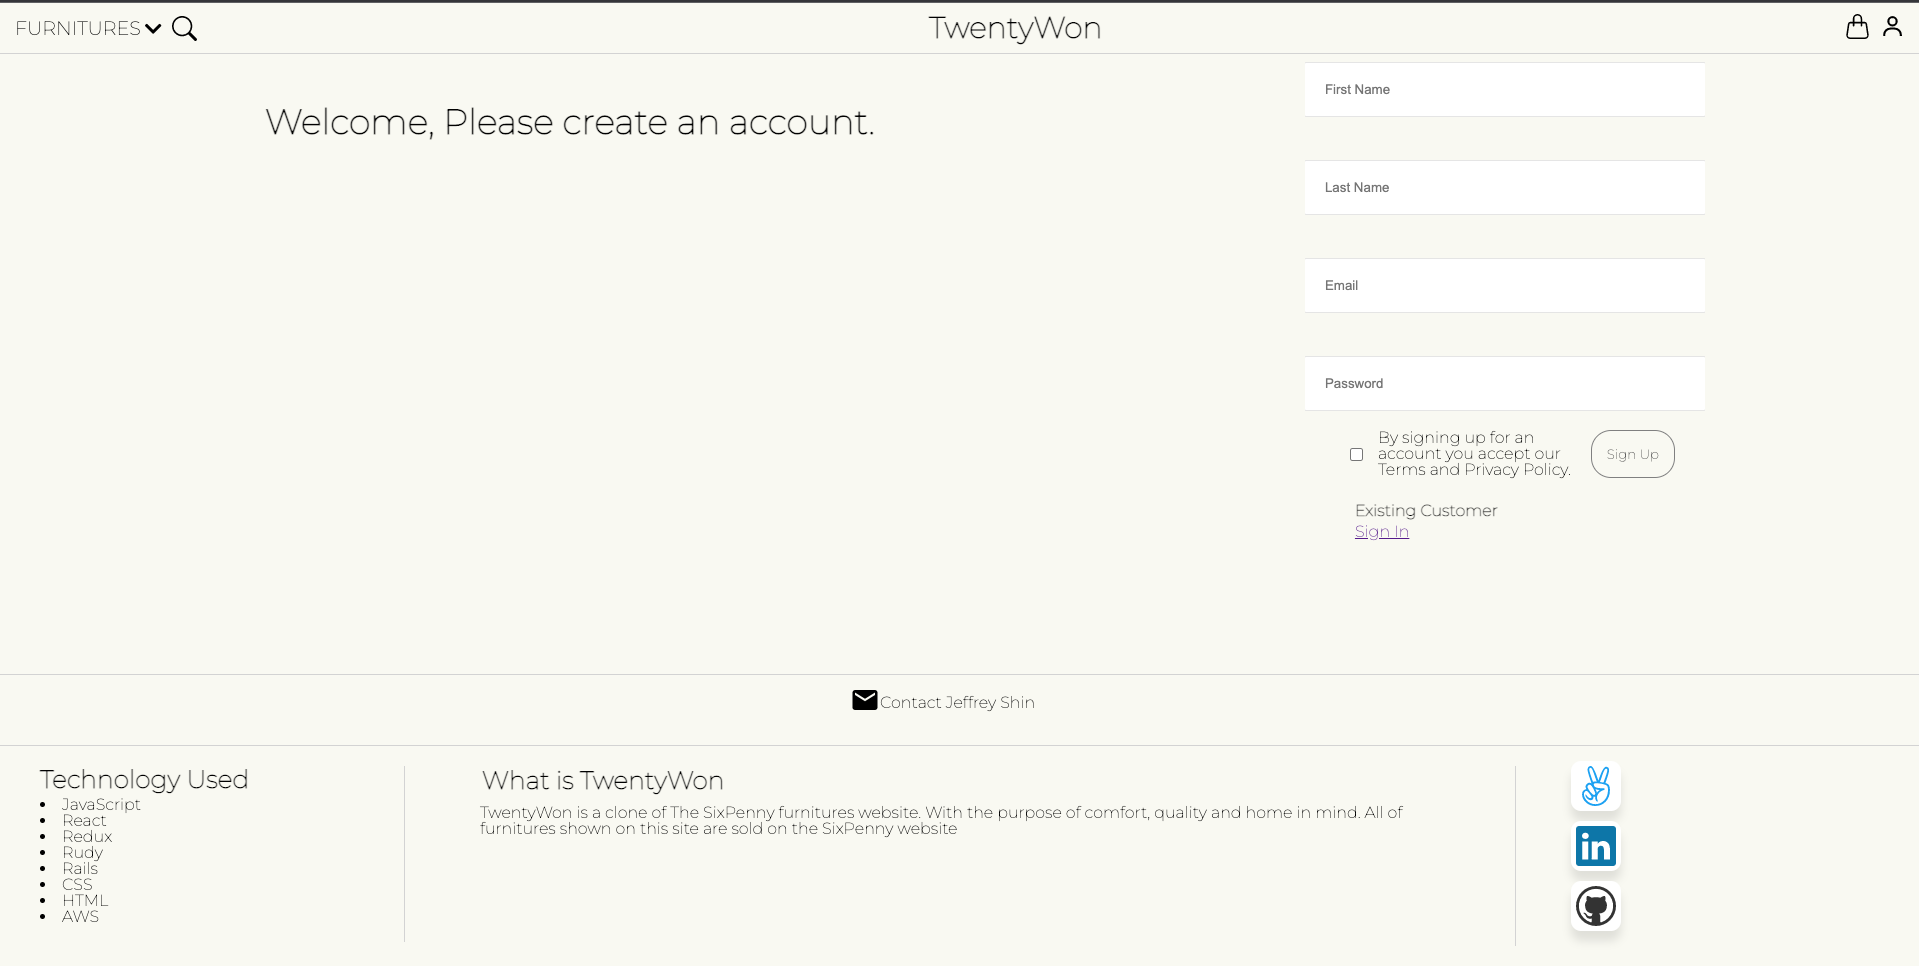 FURNITURES
TwentyWon
Welcome, Please create an account.
First Name
Last Name
Email
Password
By signing up for an
account you accept our
Terms and Privacy Policy.
Sign Up
Existing Customer
Sign In
Contact Jeffrey Shin
Technology Used
JavaScript
React
Redux
Rudy
Rails
CSS
HTML
AWS
What is TwentyWon
TwentyWon is a clone of The SixPenny furnitures website. With the purpose of comfort, quality and home in mind. All of
furnitures shown on this site are sold on the SixPenny website
in